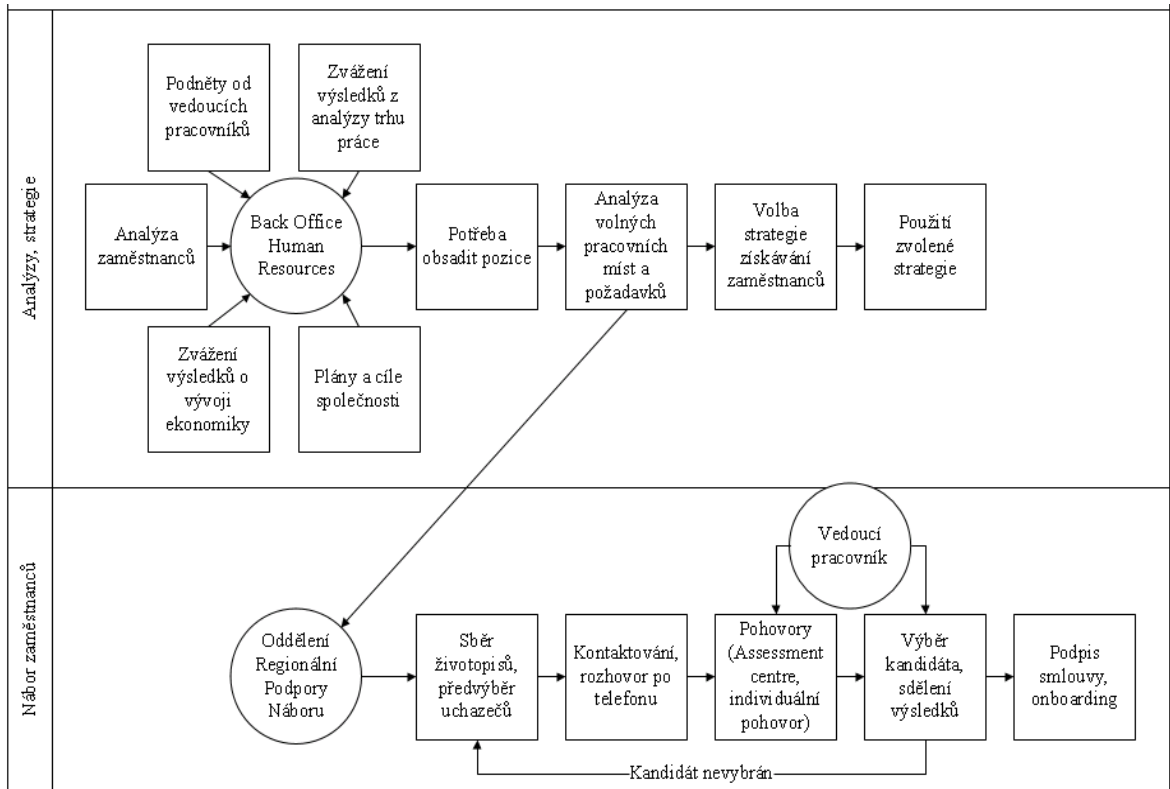 Analýzy, strategie
Podněty od
vedoucích
pracovníků
Zvážení
výsledků z
analýzy trhu
práce
Analýza
zaměstnanců
Back Office
Human
Resources
Potřeba
obsadit pozice
Analýza
volných
pracovních
míst a
požadavků
Volba
strategie
získávání
zaměstnanců
Použití
zvolené
strategie
Zvážení
výsledků o
vývoji
ekonomiky
Plány a cíle
společnosti
Nábor zaměstnanců
Vedoucí
pracovník
Oddělení
Regionální
Podpory
Náboru
Sběr
životopisů,
předvýběr
uchazečů
Kontaktování,
rozhovor po
telefonu
Pohovory
(Assessment
centre,
individuální
pohovor)
Výběr
kandidáta,
sdělení
výsledků
Podpis
smlouvy,
onboarding
Kandidát nevybrán